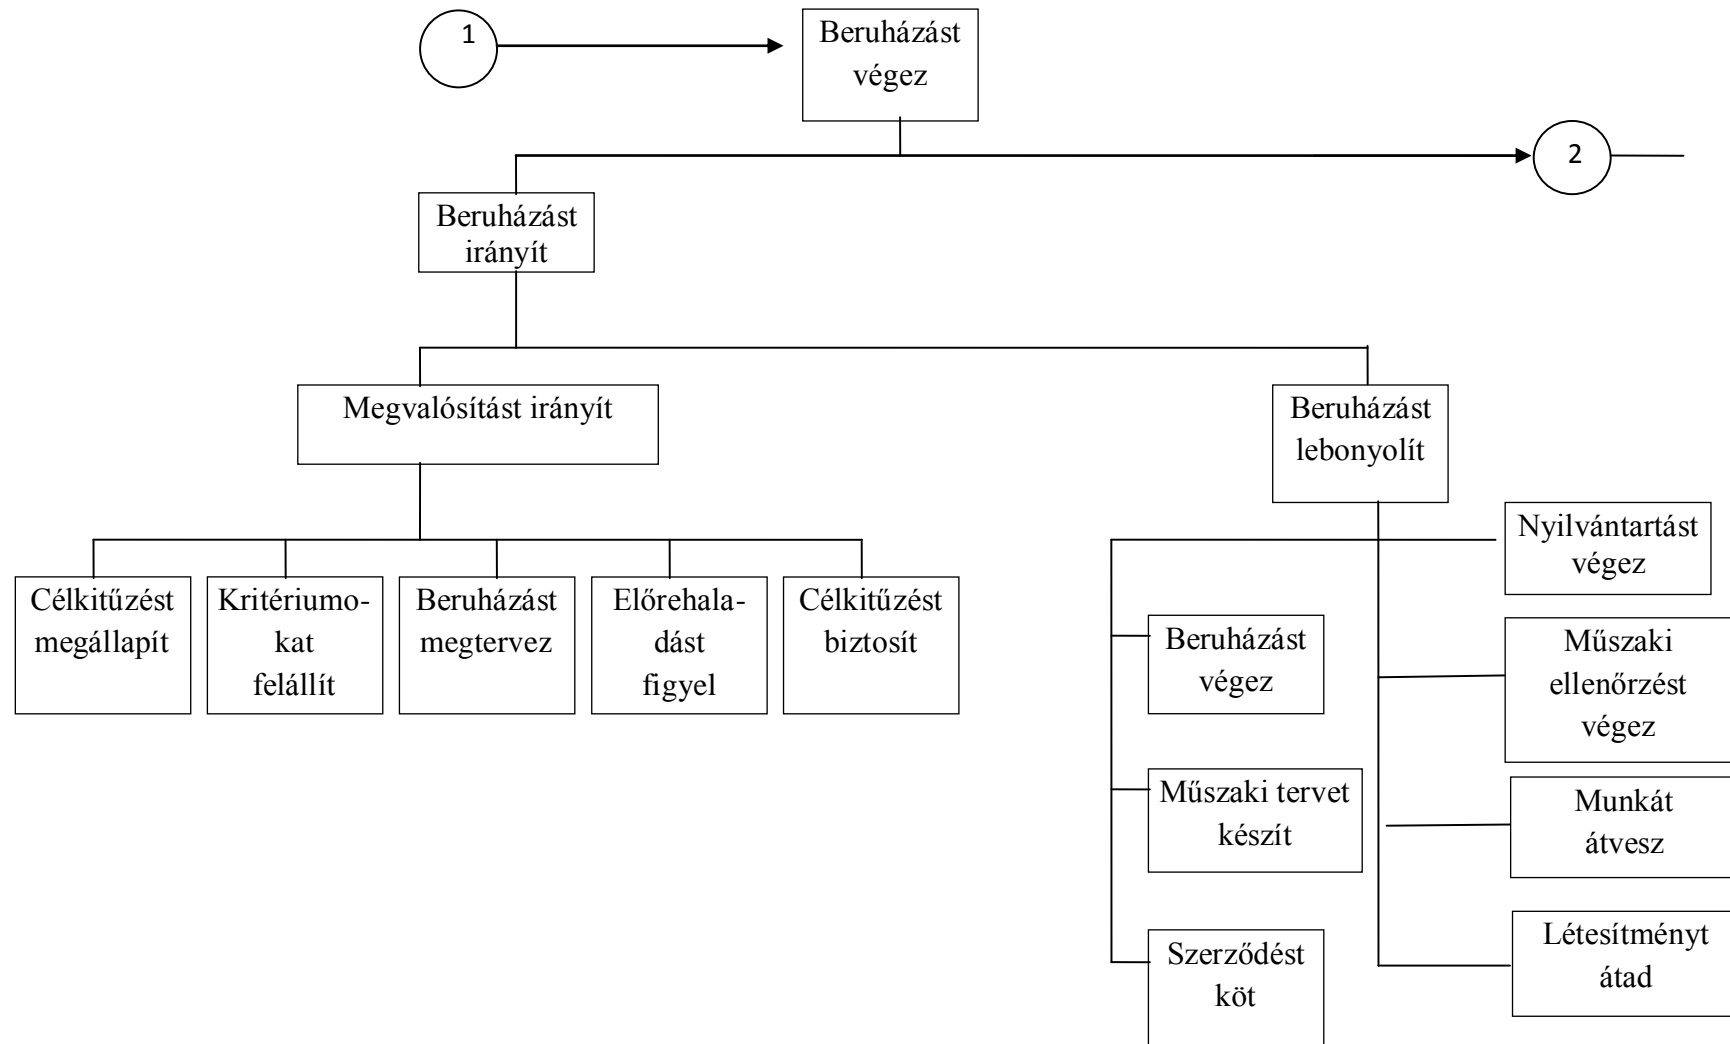 1
Beruházást
végez
2
Beruházást
irányít
Megvalósítást irányít
Beruházást
lebonyolít
Célkitűzést
megállapít
Kritériumo-
kat
felállít
Beruházást
megtervez
Előrehala-
dást
figyel
Célkitűzést
biztosít
Nyilvántartást
végez
Beruházást
végez
Műszaki
ellenőrzést
végez
Műszaki tervet
készít
Munkát
átvesz
Szerződést
köt
Létesítményt
átad